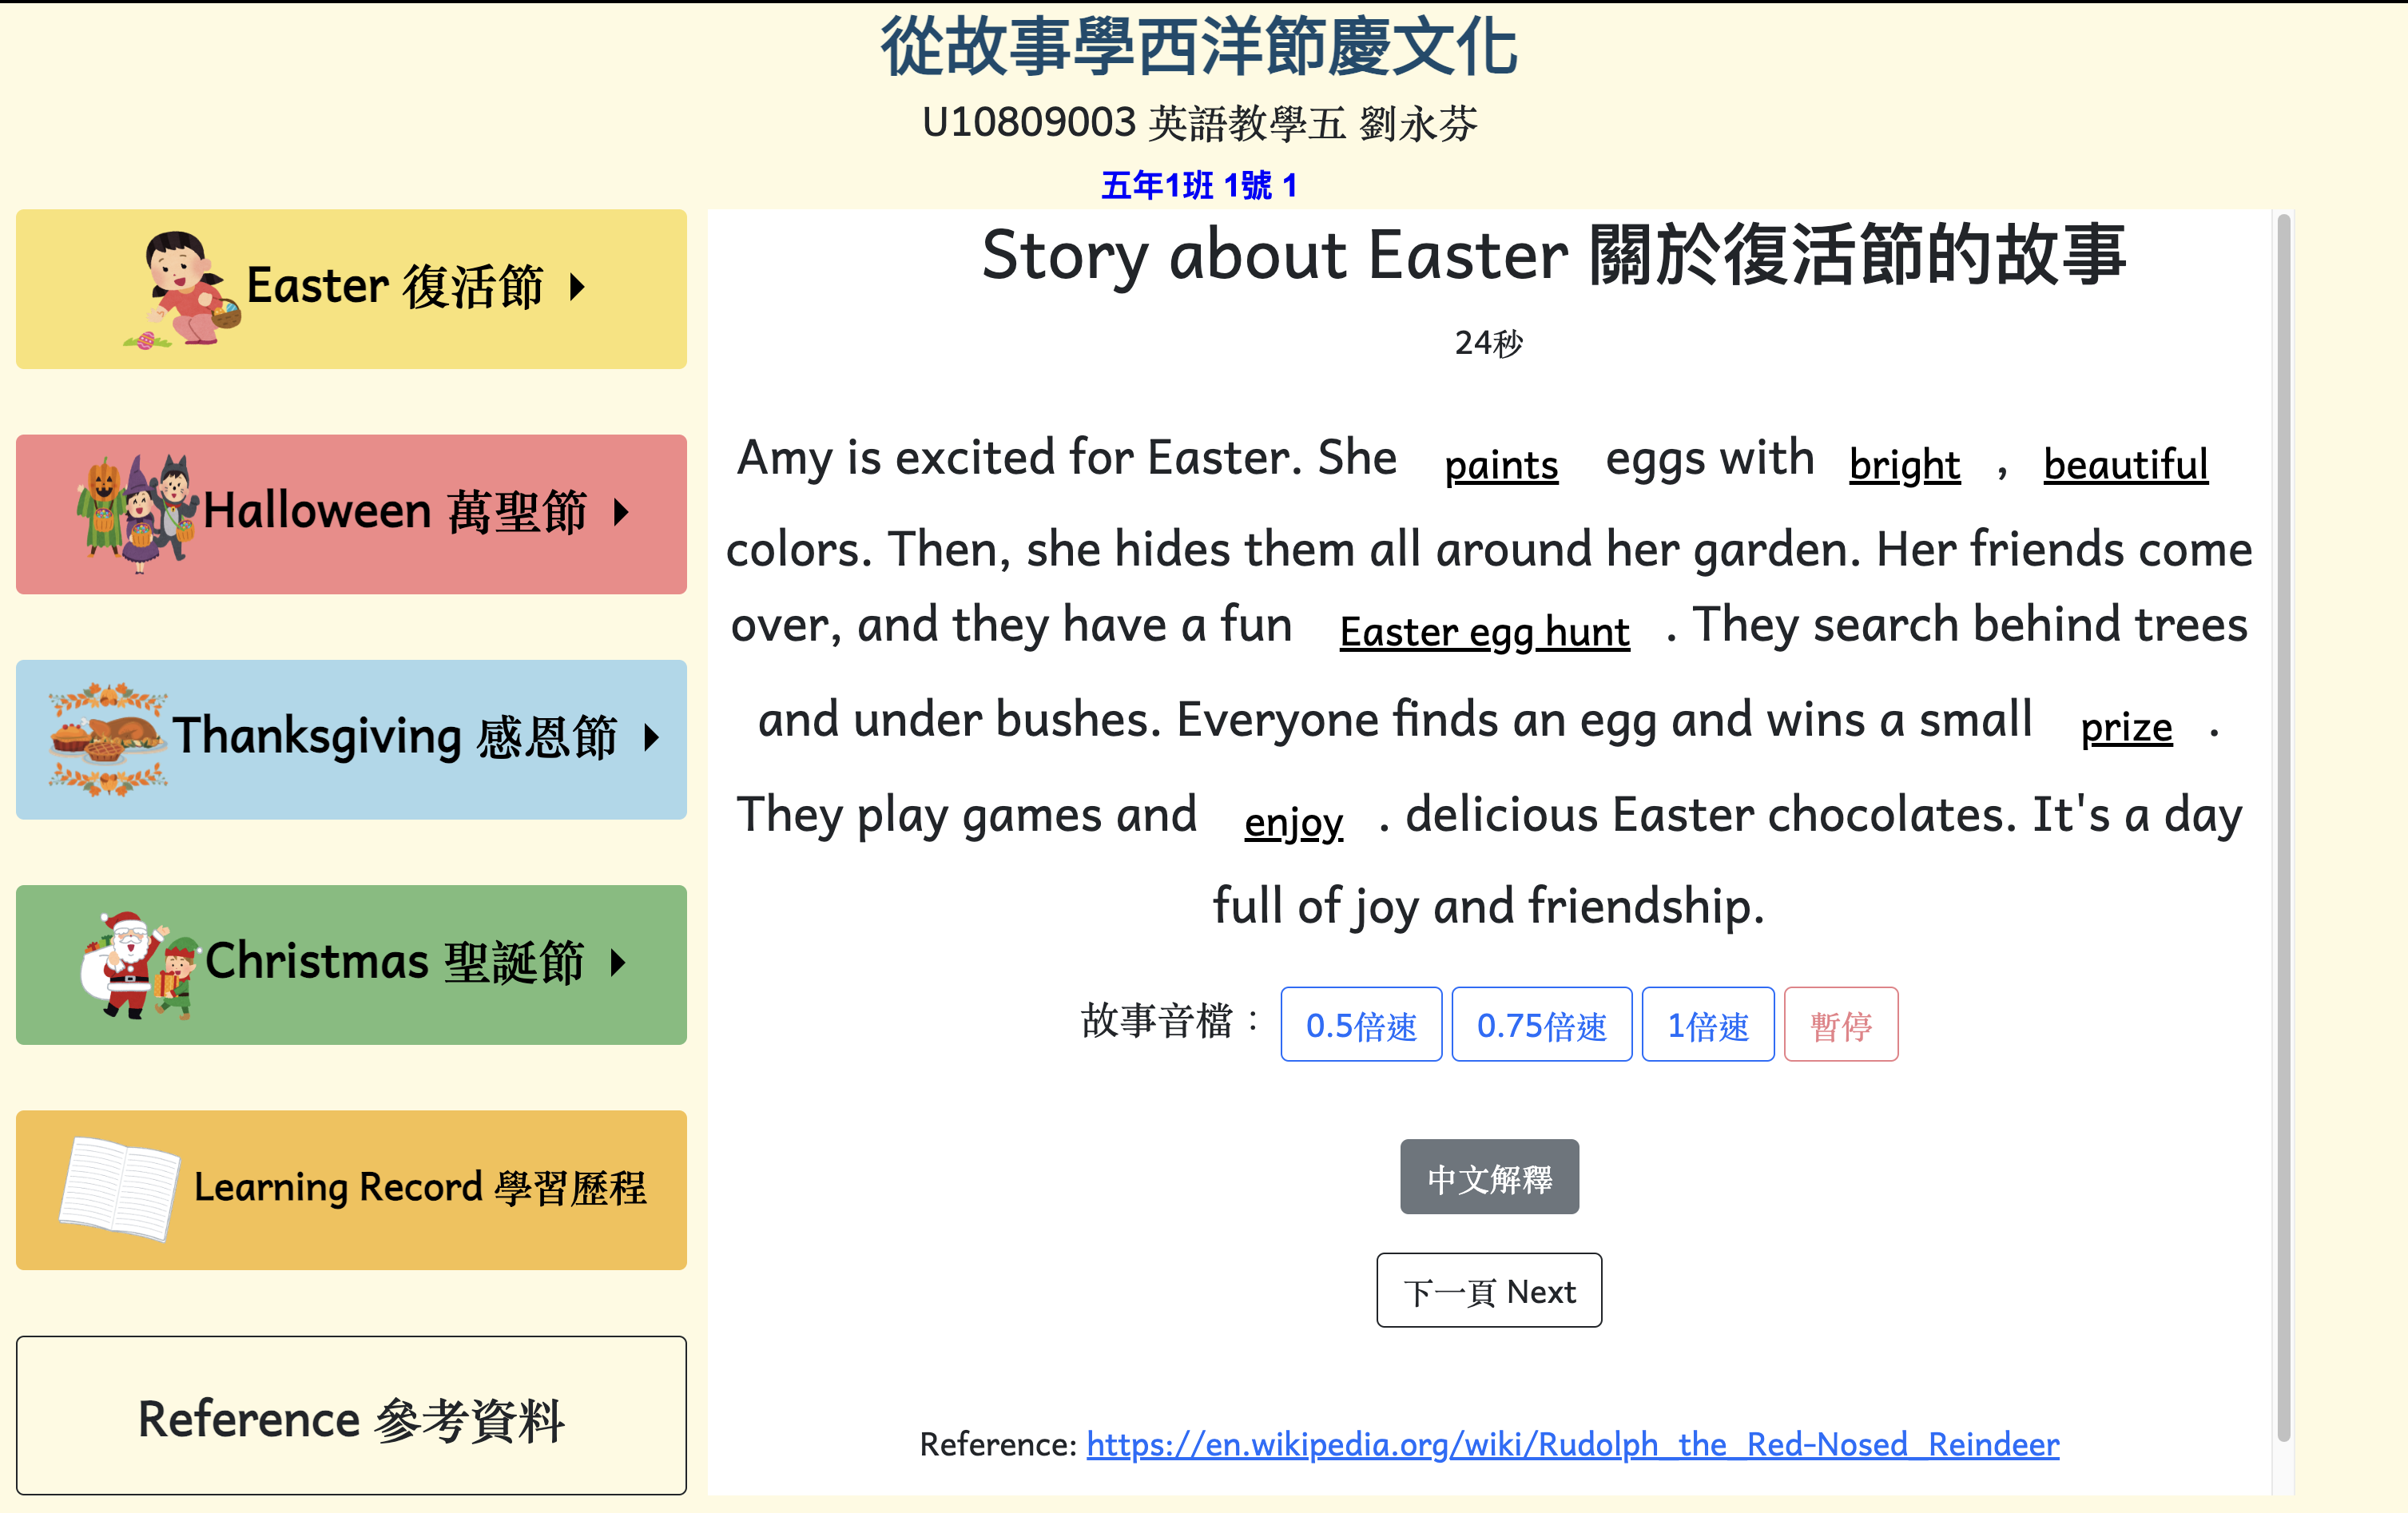 從故事學西洋節慶文化
U10809003 英語教學五 劉永芬
五年1班 1號 1
Easter 復活節
Halloween 萬聖節
Thanksgiving 感恩節
Christmas 聖誕節
Learning Record 學習歷程
Reference 參考資料
Story about Easter 關於復活節的故事
24秒
Amy is excited for Easter. She paints eggs with bright , beautiful
colors. Then, she hides them all around her garden. Her friends come
over, and they have a fun Easter egg hunt . They search behind trees
and under bushes. Everyone finds an egg and wins a small prize .
They play games and enjoy . delicious Easter chocolates. It's a day
full of joy and friendship.
故事音檔： 0.5倍速 0.75倍速 1倍速 暫停
中文解釋
下一頁 Next
Reference: https://en.wikipedia.org/wiki/Rudolph_the_Red-Nosed_Reindeer